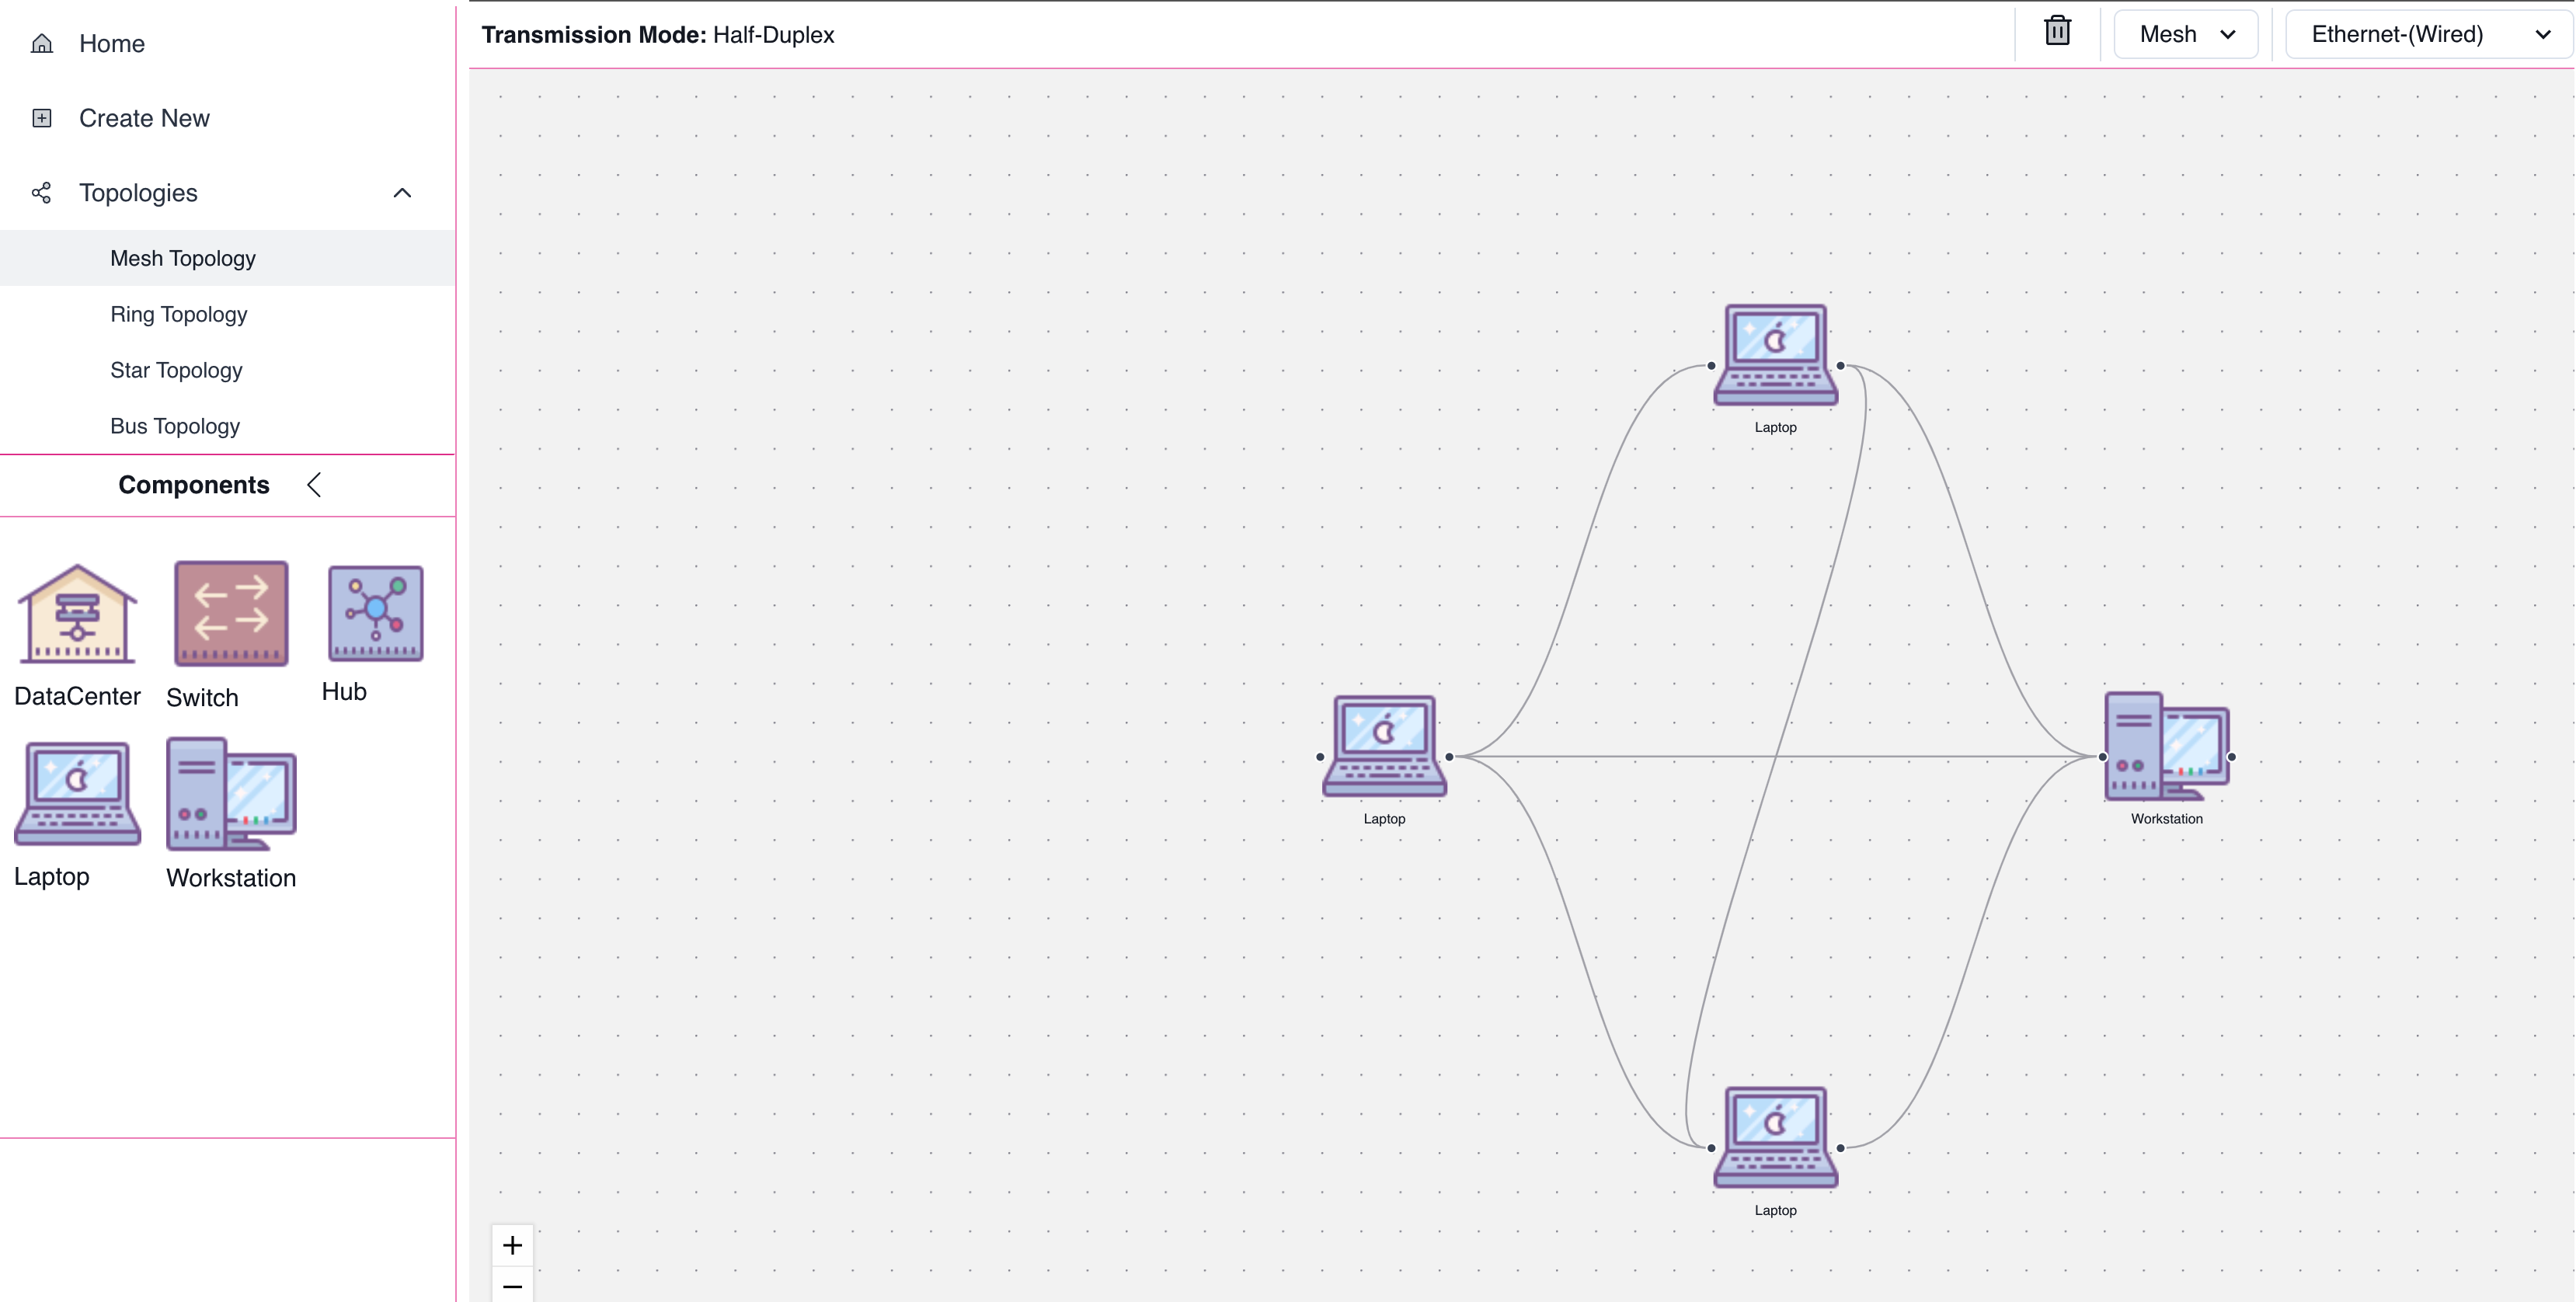 Home
Create New
Topologies
Mesh Topology
Ring Topology
Star Topology
Bus Topology
Components
DataCenter
Switch
Hub
Laptop
Workstation
Transmission Mode: Half-Duplex
Mesh
Ethernet-(Wired)
Laptop
Laptop
Workstation
Laptop